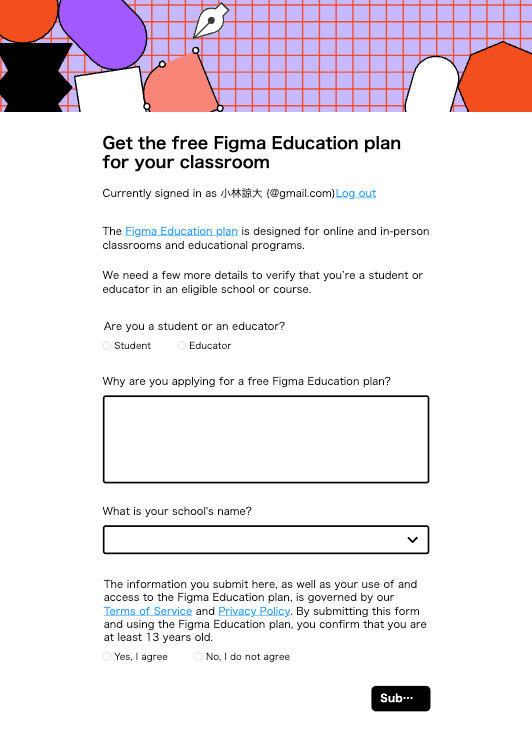 Get the free Figma Education plan
for your classroom
Currently signed in as 小林諒大 (@gmail.com)Log out
The Figma Education plan is designed for online and in-person
classrooms and educational programs.
We need a few more details to verify that you're a student or
educator in an eligible school or course.
Are you a student or an educator?
Student Educator
Why are you applying for a free Figma Education plan?
What is your school's name?
The information you submit here, as well as your use of and
access to the Figma Education plan, is governed by our
Terms of Service and Privacy Policy. By submitting this form
and using the Figma Education plan, you confirm that you are
at least 13 years old.
Yes, I agree No, I do not agree
Sub…